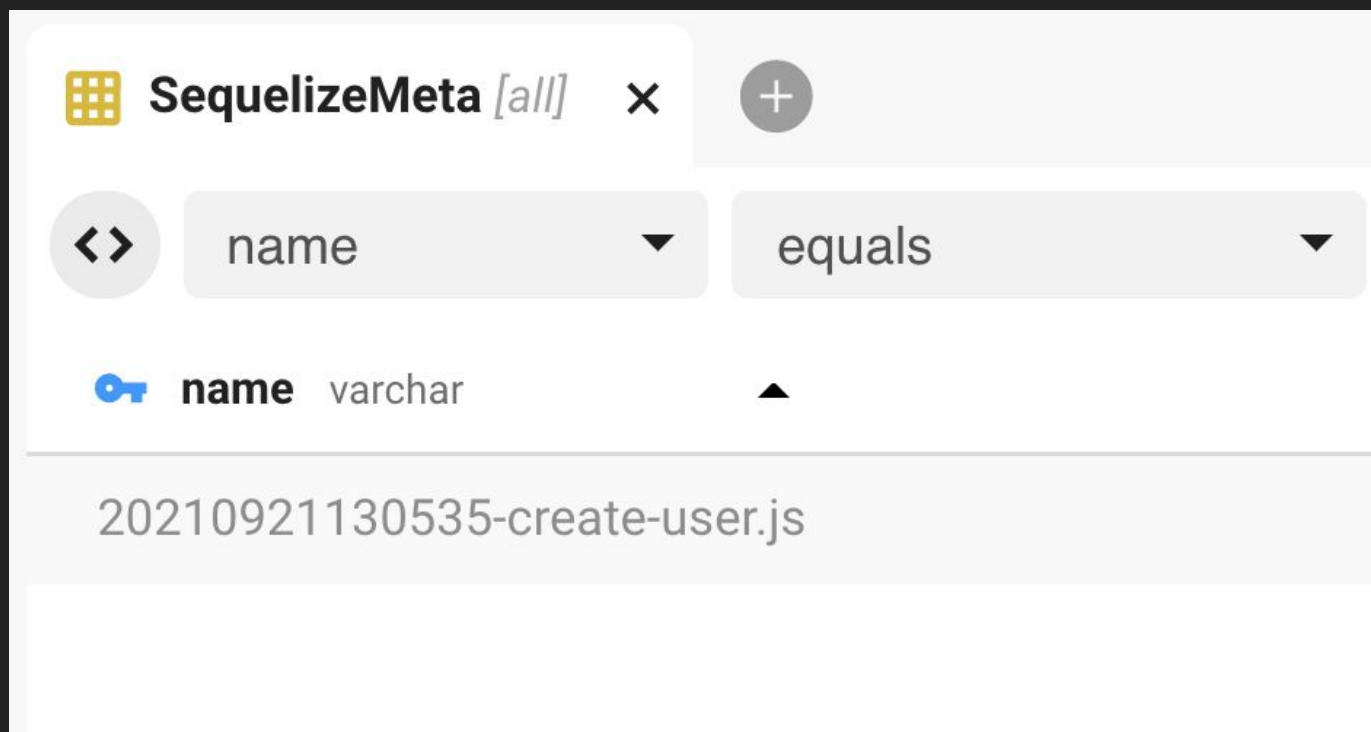 SequelizeMeta [all]
name equals
name varchar
20210921130535-create-user.js